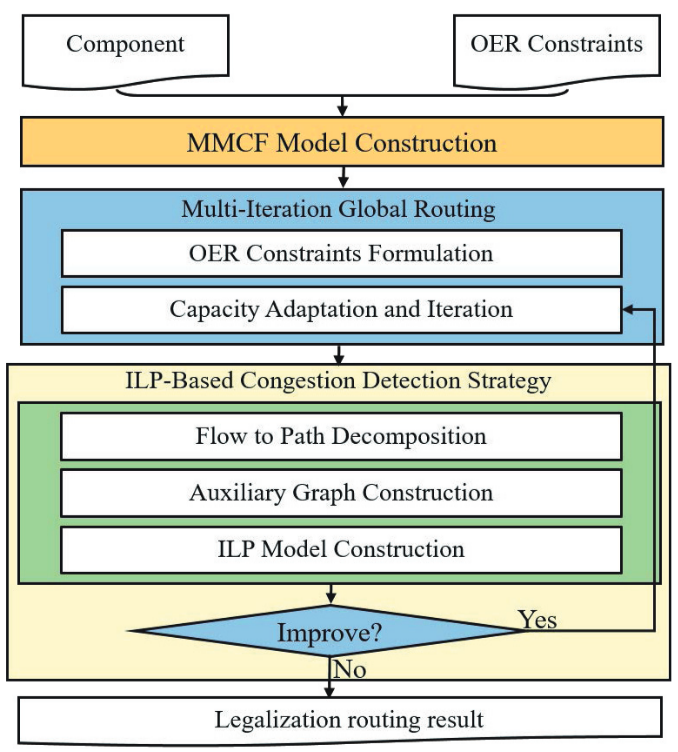 Component
OER Constraints
MMCF Model Construction
Multi-Iteration Global Routing
OER Constraints Formulation
Capacity Adaptation and Iteration
ILP-Based Congestion Detection Strategy
Flow to Path Decomposition
Auxiliary Graph Construction
ILP Model Construction
Improve?
Yes
No
Legalization routing result